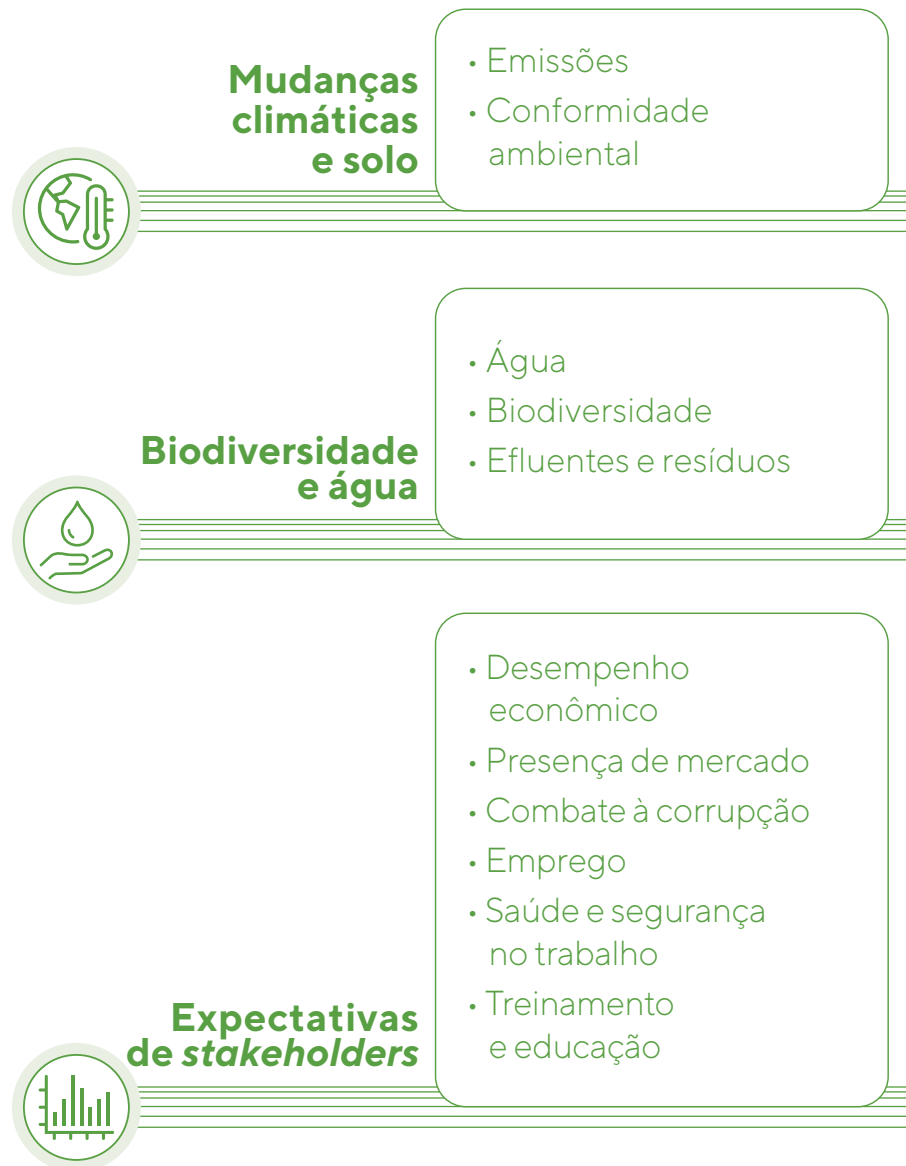 Mudanças
climáticas
e solo
• Emissões
• Conformidade
ambiental
Biodiversidade
e água
• Água
• Biodiversidade
• Efluentes e resíduos
Expectativas
de stakeholders
• Desempenho
econômico
• Presença de mercado
• Combate à corrupção
• Emprego
• Saúde e segurança
no trabalho
• Treinamento
e educação